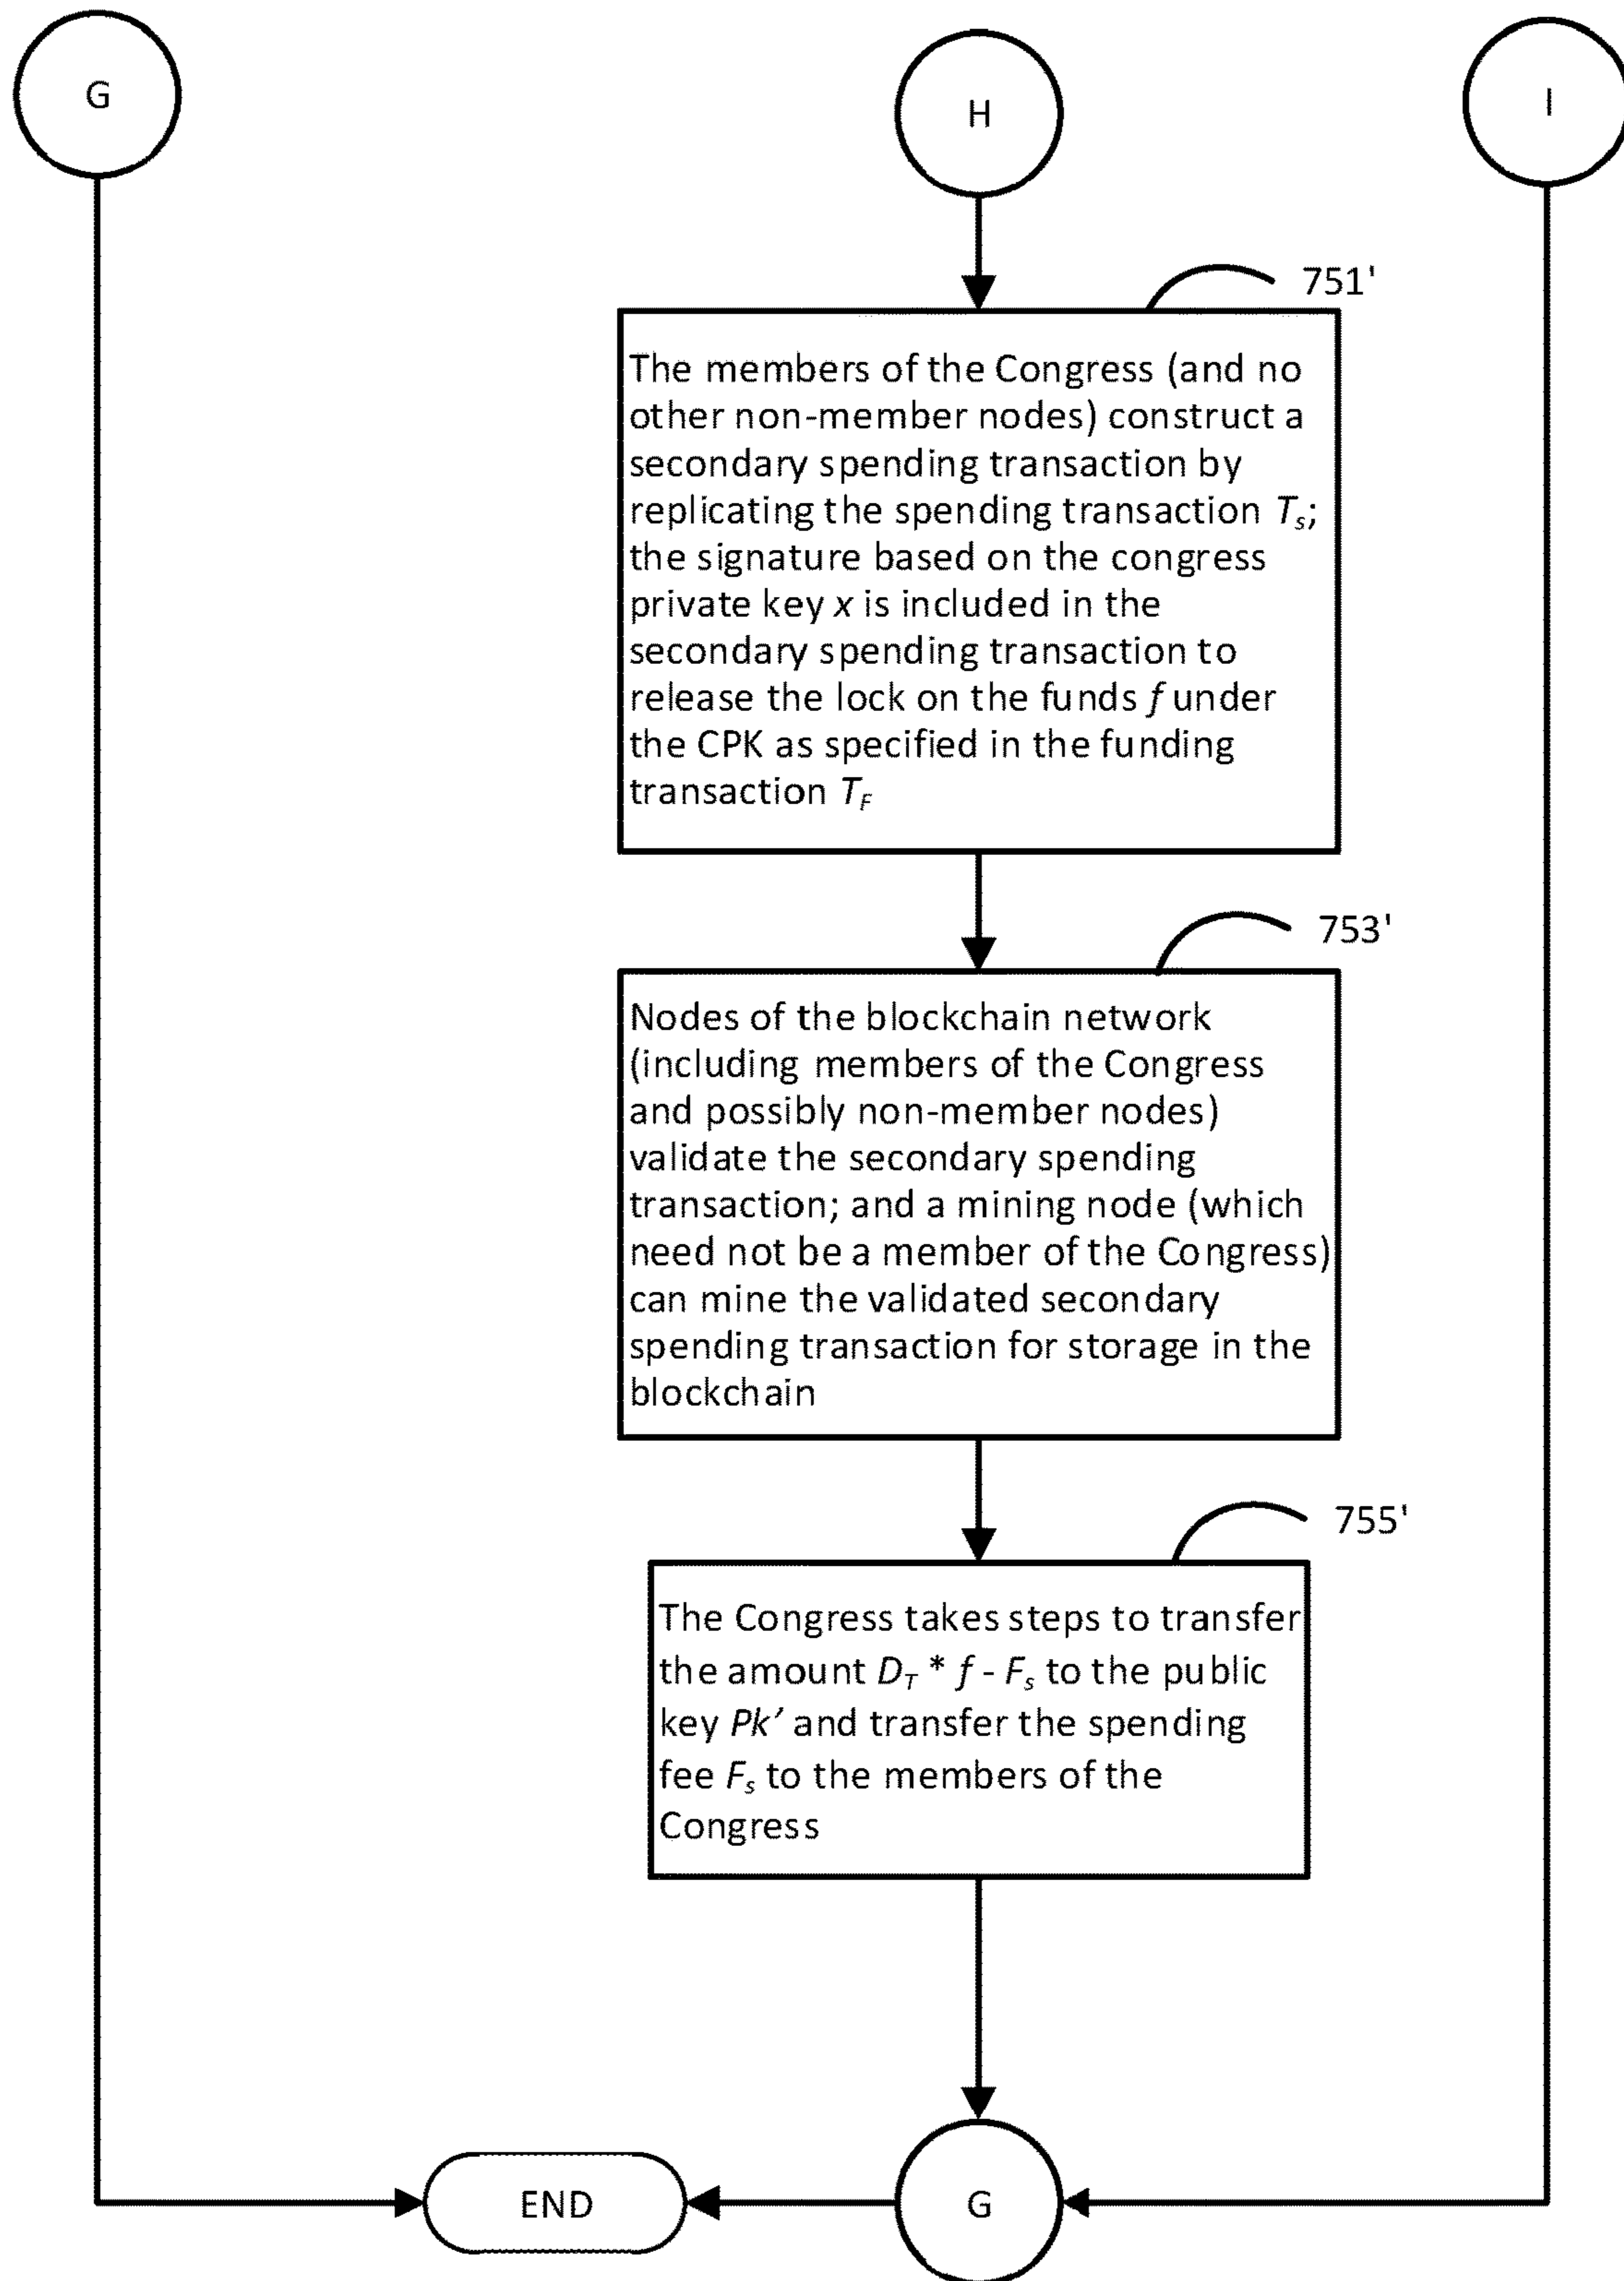 G
H
I
751'
The members of the Congress (and no
other non-member nodes) construct a
secondary spending transaction by
replicating the spending transaction Ts;
the signature based on the congress
private key x is included in the
secondary spending transaction to
release the lock on the funds f under
the CPK as specified in the funding
transaction TF
753'
Nodes of the blockchain network
(including members of the Congress
and possibly non-member nodes)
validate the secondary spending
transaction; and a mining node (which
need not be a member of the Congress)
can mine the validated secondary
spending transaction for storage in the
blockchain
755'
The Congress takes steps to transfer
the amount DT * f - Fs to the public
key Pk’ and transfer the spending
fee Fs to the members of the
Congress
END
G